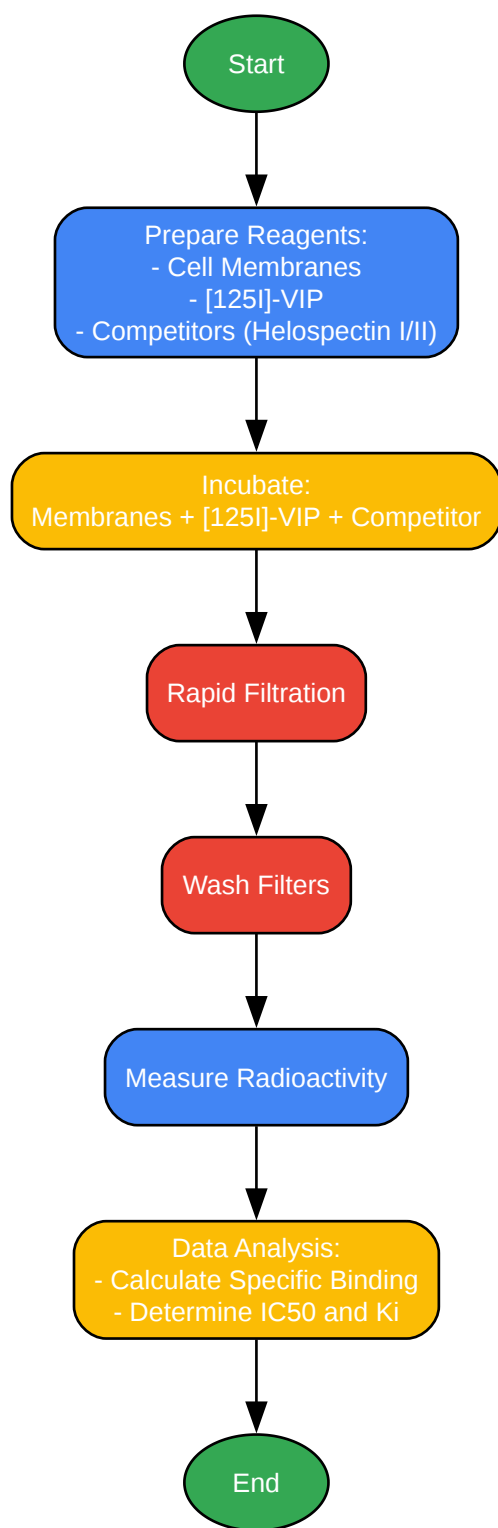 Start
Prepare Reagents:
- Cell Membranes
- [125I]-VIP
- Competitors (Helospectin I/II)
Incubate:
Membranes + [125I]-VIP + Competitor
Rapid Filtration
Wash Filters
Measure Radioactivity
Data Analysis:
- Calculate Specific Binding
- Determine IC50 and Ki
End